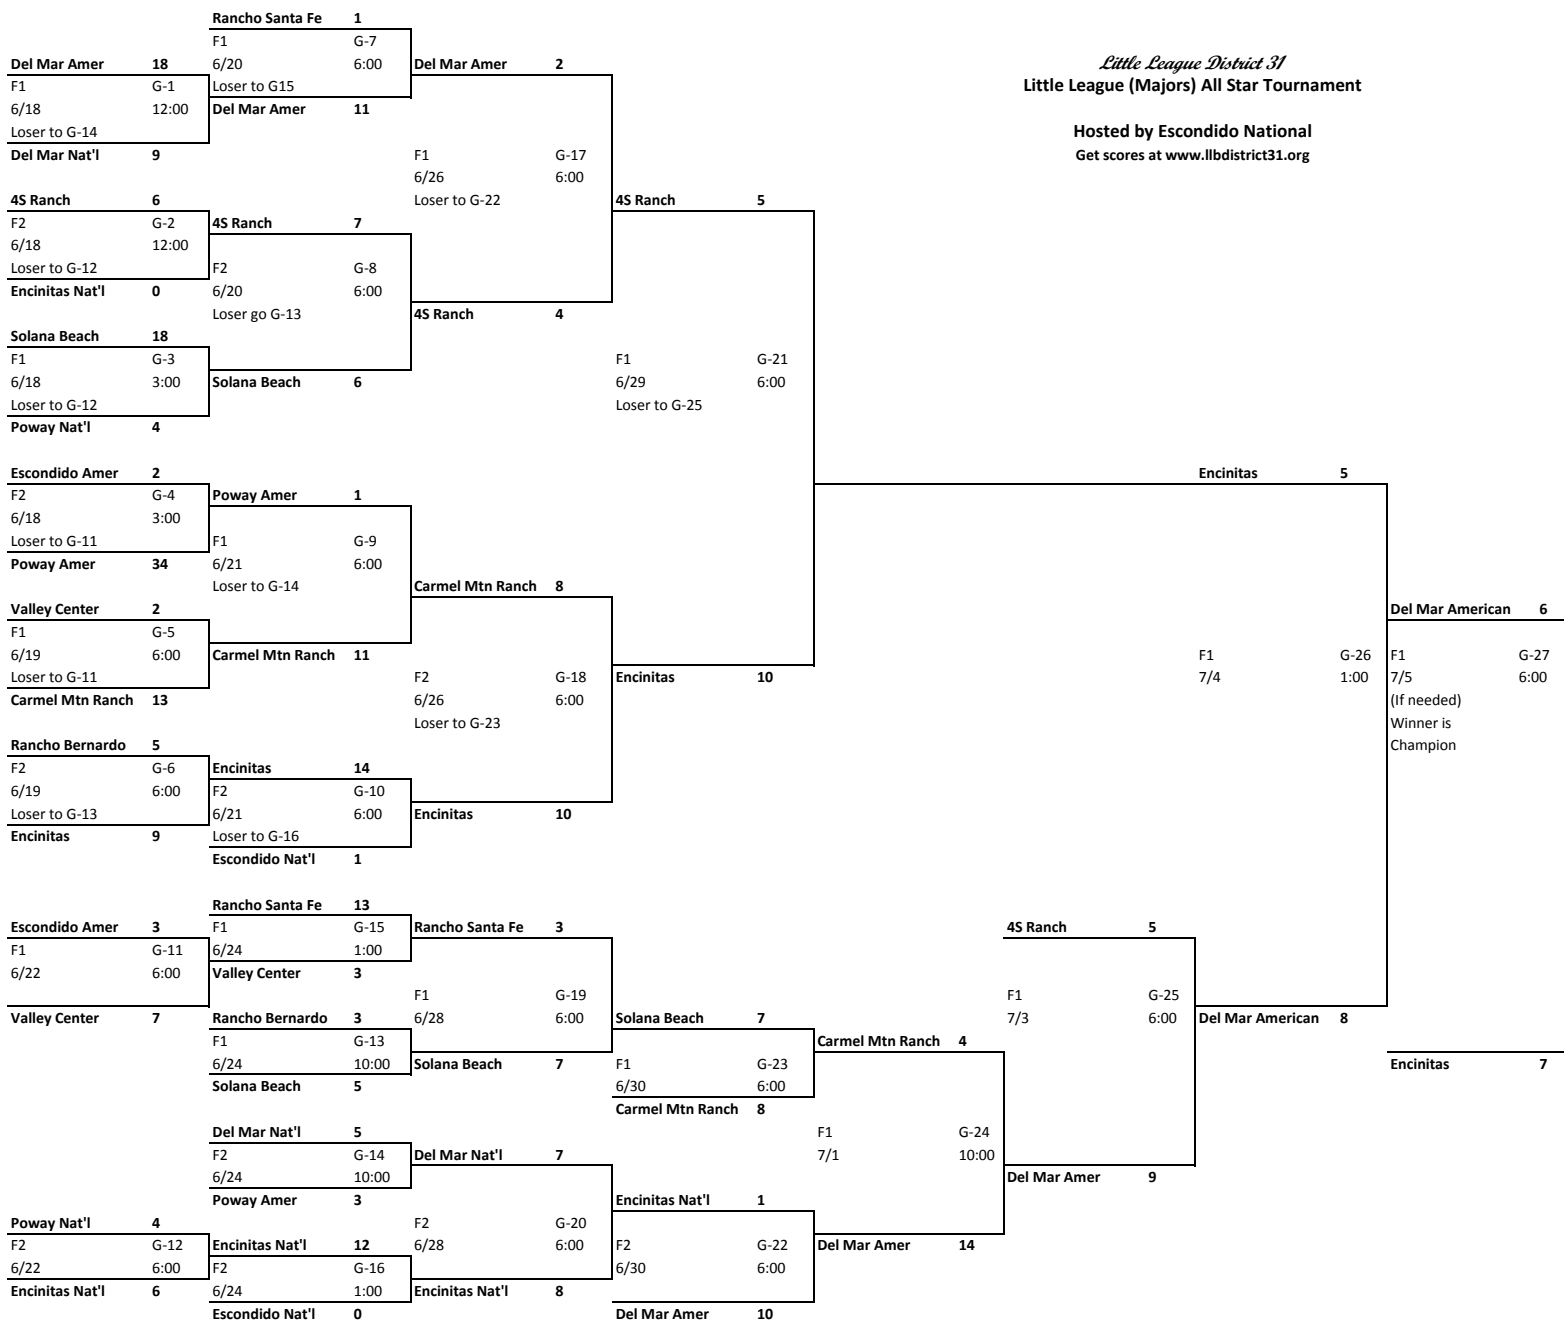 Rancho Santa Fe 1
F1 G-7
Del Mar Amer 18 6/20 6:00 Del Mar Amer 2 Little League District 31
F1 G-1 Loser to G15 Little League (Majors) All Star Tournament
6/18 12:00 Del Mar Amer 11
Loser to G-14 Hosted by Escondido National
Del Mar Nat'l 9 F1 G-17 Get scores at www.llbdistrict31.org
6/26 6:00
4S Ranch 6 Loser to G-22 4S Ranch 5
F2 G-2 4S Ranch 7
6/18 12:00
Loser to G-12 F2 G-8
Encinitas Nat'l 0 6/20 6:00
Loser go G-13 4S Ranch 4
Solana Beach 18
F1 G-3 F1 G-21
6/18 3:00 Solana Beach 6 6/29 6:00
Loser to G-12 Loser to G-25
Poway Nat'l 4
Escondido Amer 2 Encinitas 5
F2 G-4 Poway Amer 1
6/18 3:00
Loser to G-11 F1 G-9
Poway Amer 34 6/21 6:00
Loser to G-14 Carmel Mtn Ranch 8
Valley Center 2 Del Mar American 6
F1 G-5
6/19 6:00 Carmel Mtn Ranch 11 F1 G-26 F1 G-27
Loser to G-11 F2 G-18 Encinitas 10 7/4 1:00 7/5 6:00
Carmel Mtn Ranch 13 6/26 6:00 (If needed)
Loser to G-23 Winner is
Rancho Bernardo 5 Champion
F2 G-6 Encinitas 14
6/19 6:00 F2 G-10
Loser to G-13 6/21 6:00 Encinitas 10
Encinitas 9 Loser to G-16
Escondido Nat'l 1
Rancho Santa Fe 13
Escondido Amer 3 F1 G-15 Rancho Santa Fe 3 4S Ranch 5
F1 G-11 6/24 1:00
6/22 6:00 Valley Center 3
F1 G-19 F1 G-25
Valley Center 7 Rancho Bernardo 3 6/28 6:00 Solana Beach 7 7/3 6:00 Del Mar American 8
F1 G-13 Carmel Mtn Ranch 4
6/24 10:00 Solana Beach 7 F1 G-23 Encinitas 7
Solana Beach 5 6/30 6:00
Carmel Mtn Ranch 8
Del Mar Nat'l 5 F1 G-24
F2 G-14 Del Mar Nat'l 7 7/1 10:00
6/24 10:00 Del Mar Amer 9
Poway Amer 3 Encinitas Nat'l 1
Poway Nat'l 4 F2 G-20
F2 G-12 Encinitas Nat'l 12 6/28 6:00 F2 G-22 Del Mar Amer 14
6/22 6:00 F2 G-16 6/30 6:00
Encinitas Nat'l 6 6/24 1:00 Encinitas Nat'l 8
Escondido Nat'l 0 Del Mar Amer 10